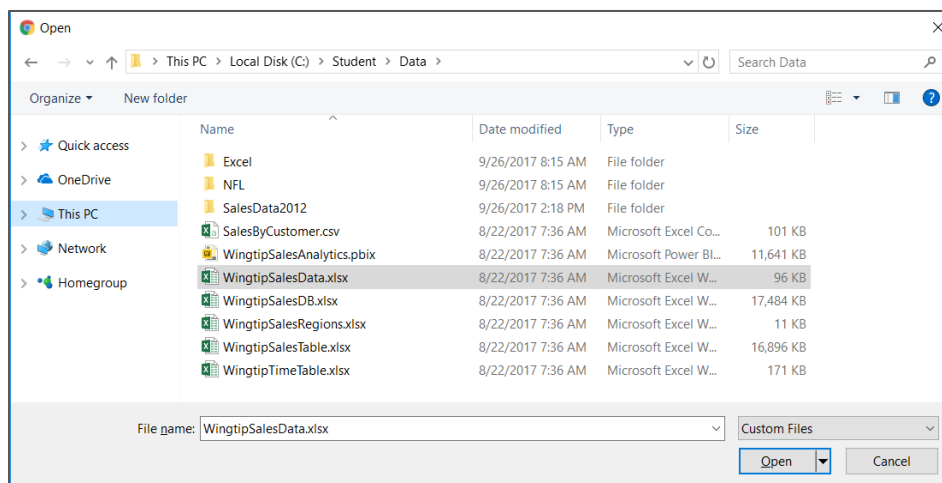 Open
This PC > Local Disk (C:) > Student > Data >
Search Data
Organize New folder
Name Date modified Type Size
Quick access
OneDrive
This PC
Network
Homegroup
Excel 9/26/2017 8:15 AM File folder
NFL 9/26/2017 8:15 AM File folder
SalesData2012 9/26/2017 2:18 PM File folder
SalesByCustomer.csv 8/22/2017 7:36 AM Microsoft Excel Co... 101 KB
WingtipSalesAnalytics.pbix 8/22/2017 7:36 AM Microsoft Power BI... 11,641 KB
WingtipSalesData.xlsx 8/22/2017 7:36 AM Microsoft Excel W... 96 KB
WingtipSalesDB.xlsx 8/22/2017 7:36 AM Microsoft Excel W... 17,484 KB
WingtipSalesRegions.xlsx 8/22/2017 7:36 AM Microsoft Excel W... 11 KB
WingtipSalesTable.xlsx 8/22/2017 7:36 AM Microsoft Excel W... 16,896 KB
WingtipTimeTable.xlsx 8/22/2017 7:36 AM Microsoft Excel W... 171 KB
File name: WingtipSalesData.xlsx Custom Files
Open Cancel